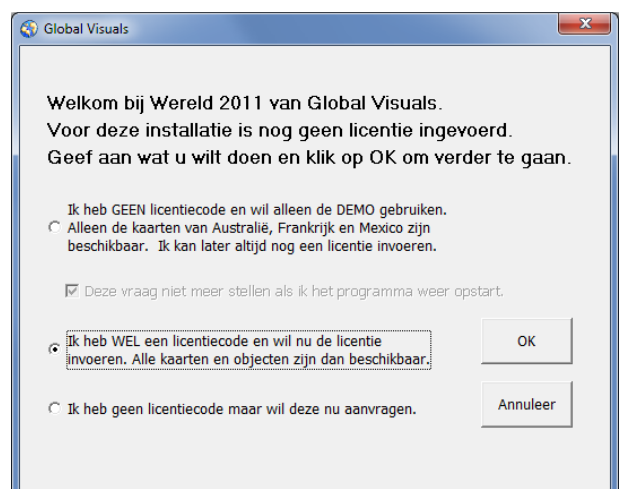 Global Visuals
Welkom bij Wereld 2011 van Global Visuals.
Voor deze installatie is nog geen licentie ingevoerd.
Geef aan wat u wilt doen en klik op OK om verder te gaan.
Ik heb GEEN licentiecode en wil alleen de DEMO gebruiken.
Alleen de kaarten van Australië, Frankrijk en Mexico zijn
beschikbaar. Ik kan later altijd nog een licentie invoeren.
Deze vraag niet meer stellen als ik het programma weer opstart.
Ik heb WEL een licentiecode en wil nu de licentie
invoeren. Alle kaarten en objecten zijn dan beschikbaar.
OK
Ik heb geen licentiecode maar wil deze nu aanvragen.
Annuleer